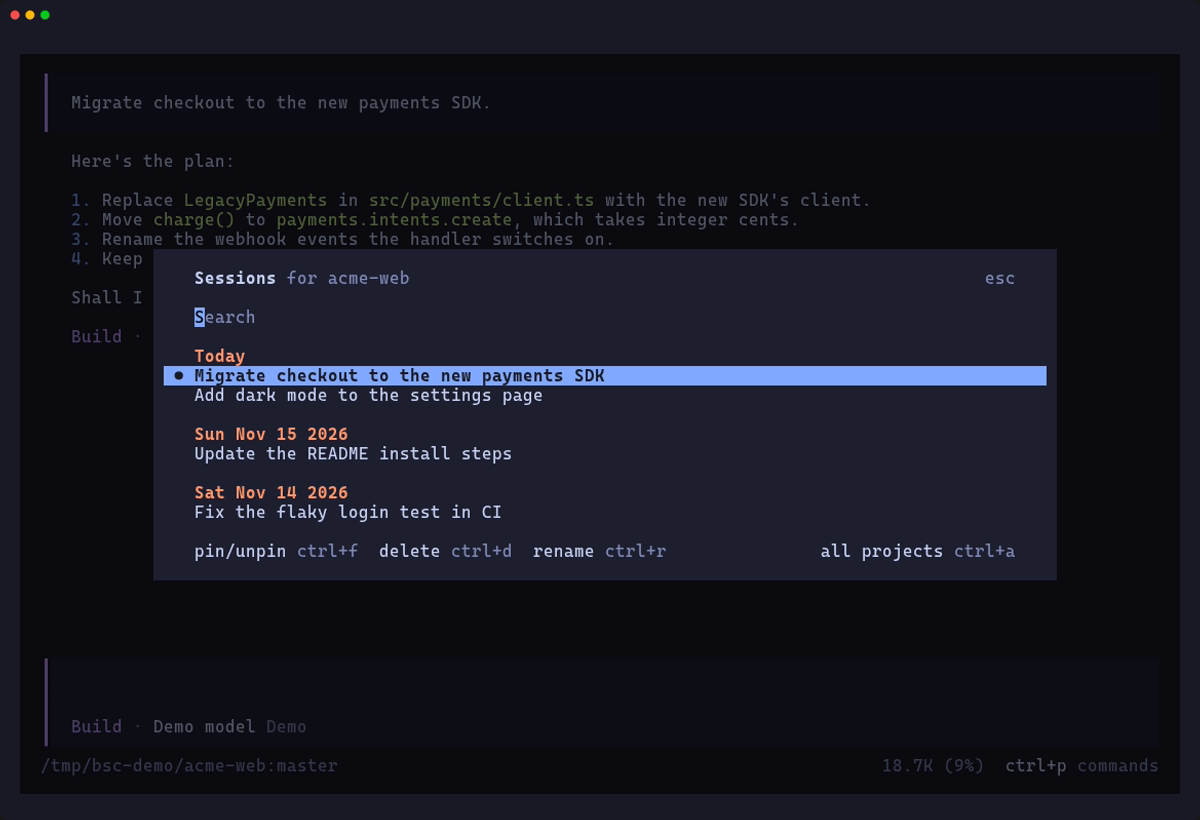 Migrate checkout to the new payments SDK.
Here's the plan:
1. Replace LegacyPayments in src/payments/client.ts with the new SDK's client.
2. Move charge() to payments.intents.create, which takes integer cents.
3. Rename the webhook events the handler switches on.
4. Keep
Shall I
Build ·
Sessions for acme-web esc
Search
Today
● Migrate checkout to the new payments SDK
Add dark mode to the settings page
Sun Nov 15 2026
Update the README install steps
Sat Nov 14 2026
Fix the flaky login test in CI
pin/unpin ctrl+f delete ctrl+d rename ctrl+r all projects ctrl+a
Build · Demo model Demo
/tmp/bsc-demo/acme-web:master 18.7K (9%) ctrl+p commands